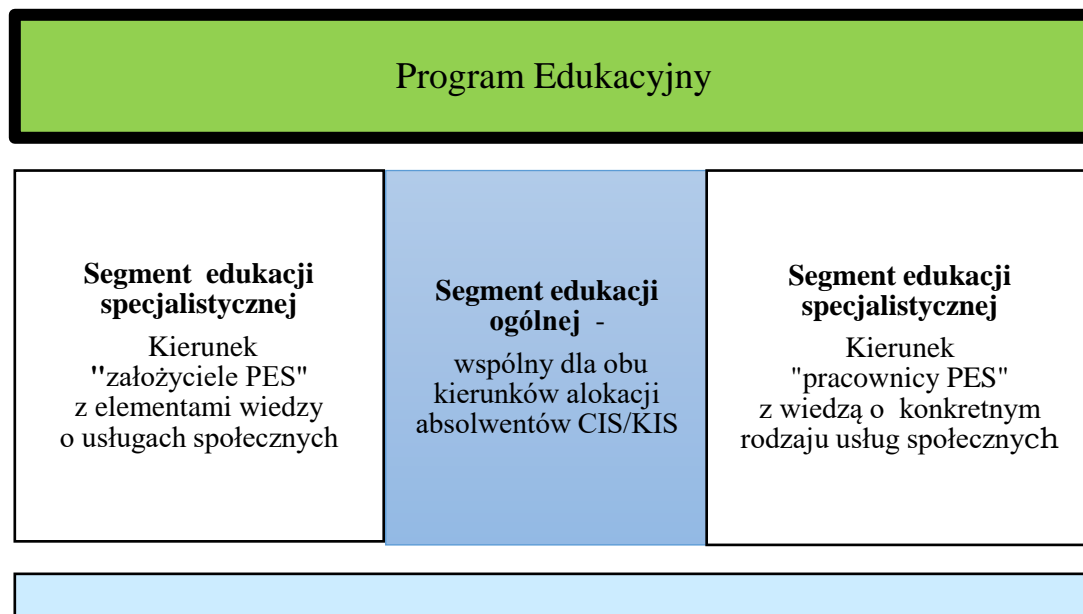 Program Edukacyjny
Segment edukacji
specjalistycznej
Kierunek
"założyciele PES"
z elementami wiedzy
o usługach społecznych
Segment edukacji
ogólnej -
wspólny dla obu
kierunków alokacji
absolwentów CIS/KIS
Segment edukacji
specjalistycznej
Kierunek
"pracownicy PES"
z wiedzą o konkretnym
rodzaju usług społecznych